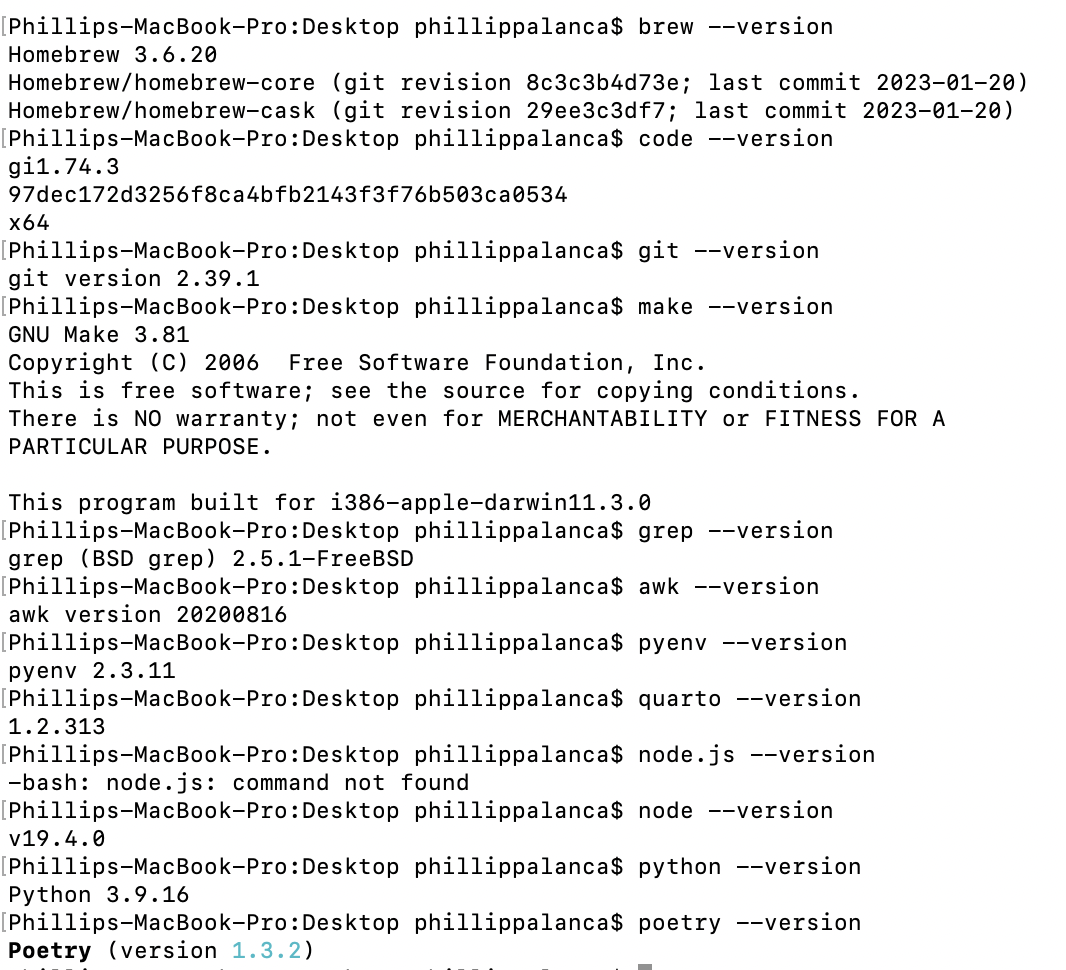 [Phillips-MacBook-Pro:Desktop phillippalanca$ brew --version
Homebrew 3.6.20
Homebrew/homebrew-core (git revision 8c3c3b4d73e; last commit 2023-01-20)
Homebrew/homebrew-cask (git revision 29ee3c3df7; last commit 2023-01-20)
[Phillips-MacBook-Pro:Desktop phillippalanca$ code --version
gi1.74.3
97dec172d3256f8ca4bfb2143f3f76b503ca0534
x64
[Phillips-MacBook-Pro:Desktop phillippalanca$ git --version
git version 2.39.1
[Phillips-MacBook-Pro:Desktop phillippalanca$ make --version
GNU Make 3.81
Copyright (C) 2006  Free Software Foundation, Inc.
This is free software; see the source for copying conditions.
There is NO warranty; not even for MERCHANTABILITY or FITNESS FOR A
PARTICULAR PURPOSE.

This program built for i386-apple-darwin11.3.0
[Phillips-MacBook-Pro:Desktop phillippalanca$ grep --version
grep (BSD grep) 2.5.1-FreeBSD
[Phillips-MacBook-Pro:Desktop phillippalanca$ awk --version
awk version 20200816
[Phillips-MacBook-Pro:Desktop phillippalanca$ pyenv --version
pyenv 2.3.11
[Phillips-MacBook-Pro:Desktop phillippalanca$ quarto --version
1.2.313
[Phillips-MacBook-Pro:Desktop phillippalanca$ node.js --version
-bash: node.js: command not found
[Phillips-MacBook-Pro:Desktop phillippalanca$ node --version
v19.4.0
[Phillips-MacBook-Pro:Desktop phillippalanca$ python --version
Python 3.9.16
[Phillips-MacBook-Pro:Desktop phillippalanca$ poetry --version
Poetry (version 1.3.2)